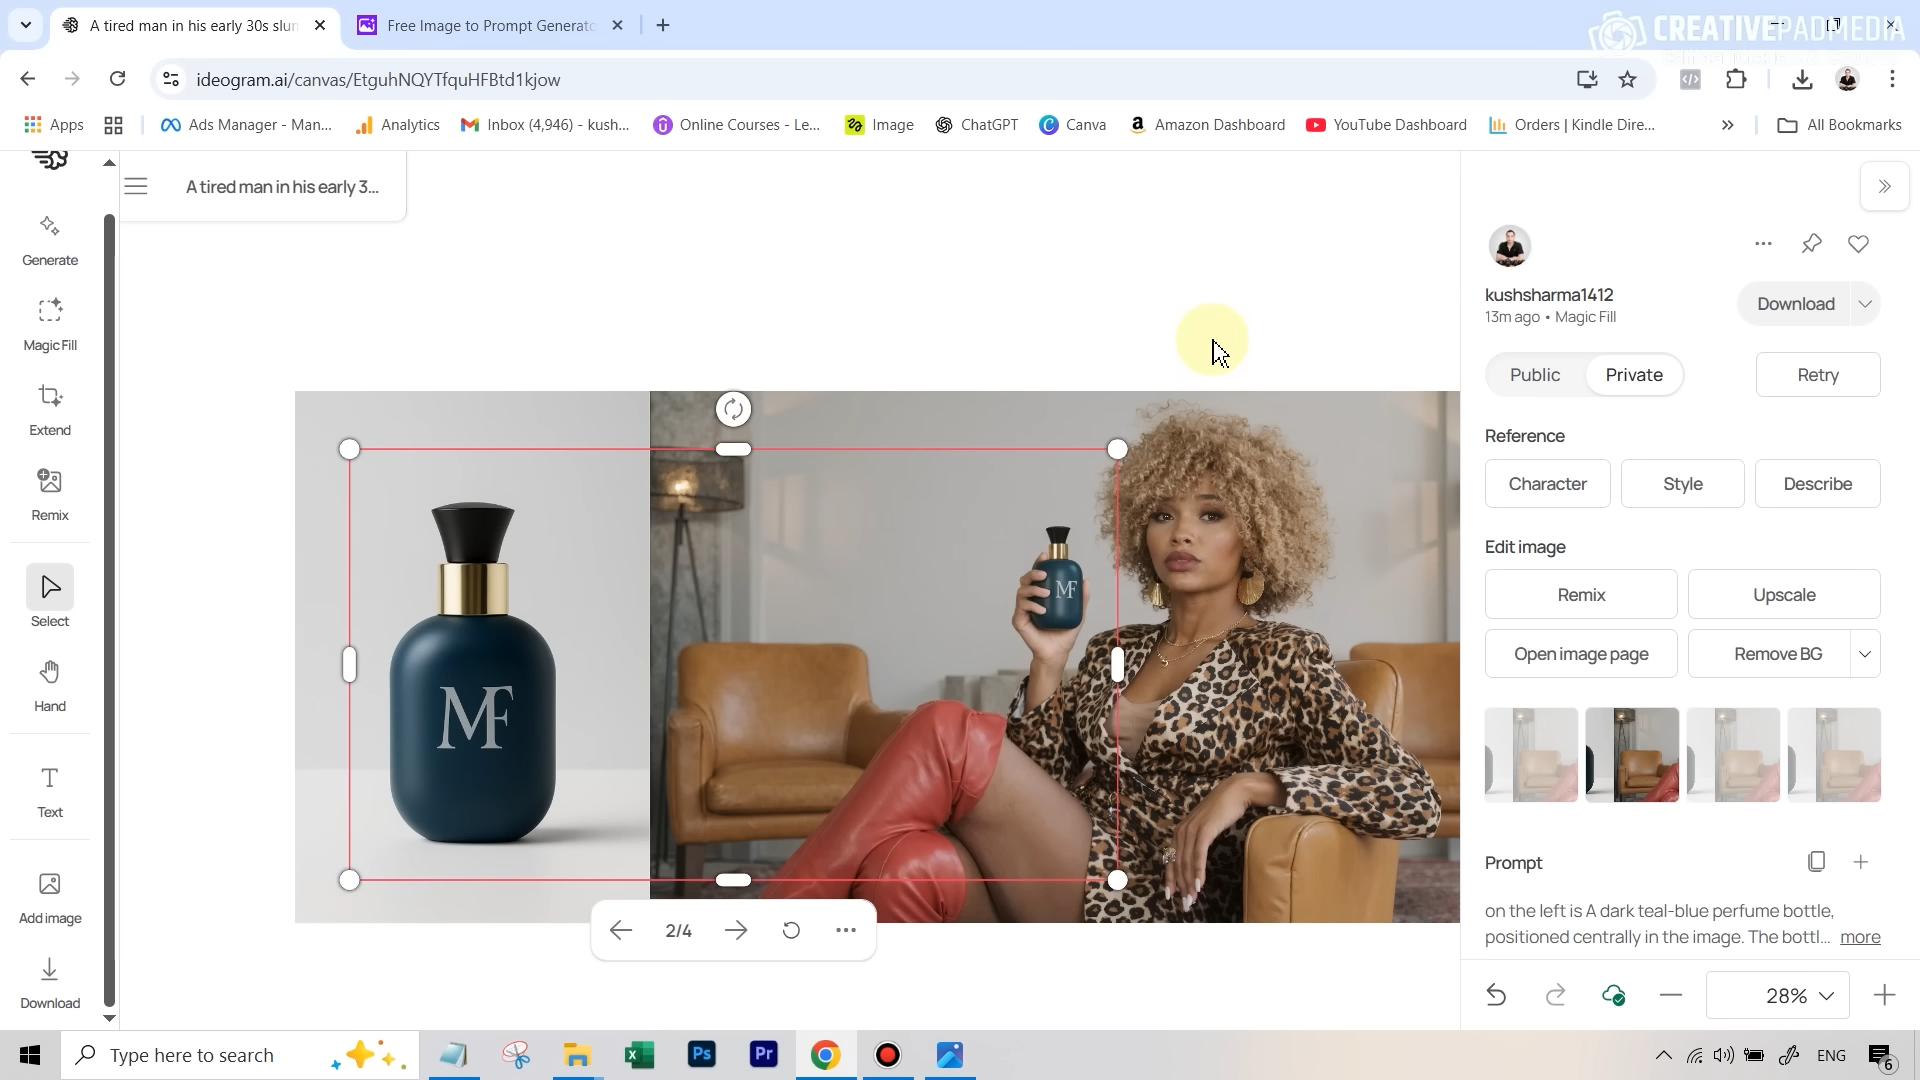 A tired man in his early 30s slun
Free Image to Prompt Generato
CREATIVEPADMEDIA
ideogram.ai/canvas/EtguhNQYTfquHFBtd1kjow
Apps
Ads Manager - Man...
Analytics
Inbox (4,946) - kush...
Online Courses - Le...
Image
ChatGPT
Canva
Amazon Dashboard
YouTube Dashboard
Orders | Kindle Dire...
All Bookmarks
A tired man in his early 3...
Generate
Magic Fill
Extend
Remix
Select
Hand
Text
Add image
Download
MF
MF
2/4
kushsharma1412
13m ago • Magic Fill
Download
Public
Private
Retry
Reference
Character
Style
Describe
Edit image
Remix
Upscale
Open image page
Remove BG
Prompt
on the left is A dark teal-blue perfume bottle,
positioned centrally in the image. The bottl... more
28%
Type here to search
Ps
Pr
ENG
6